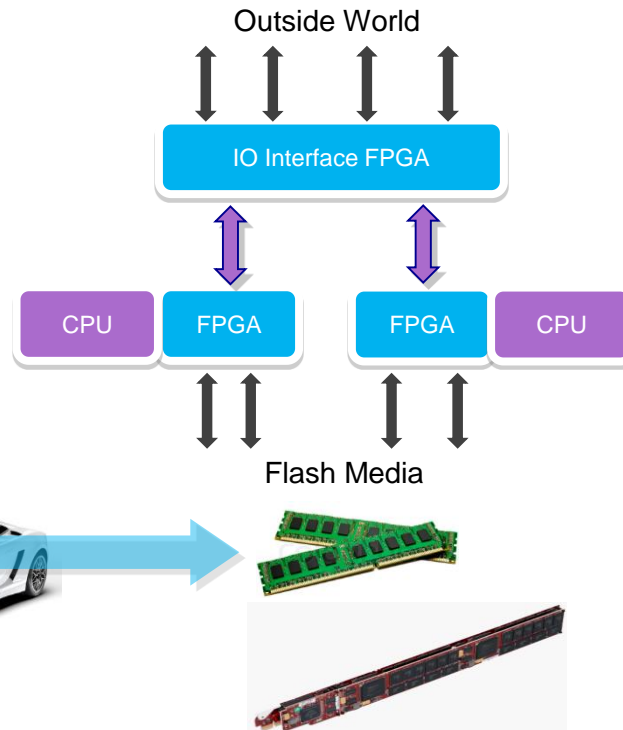 Outside World
IO Interface FPGA
CPU FPGA FPGA CPU
Flash Media